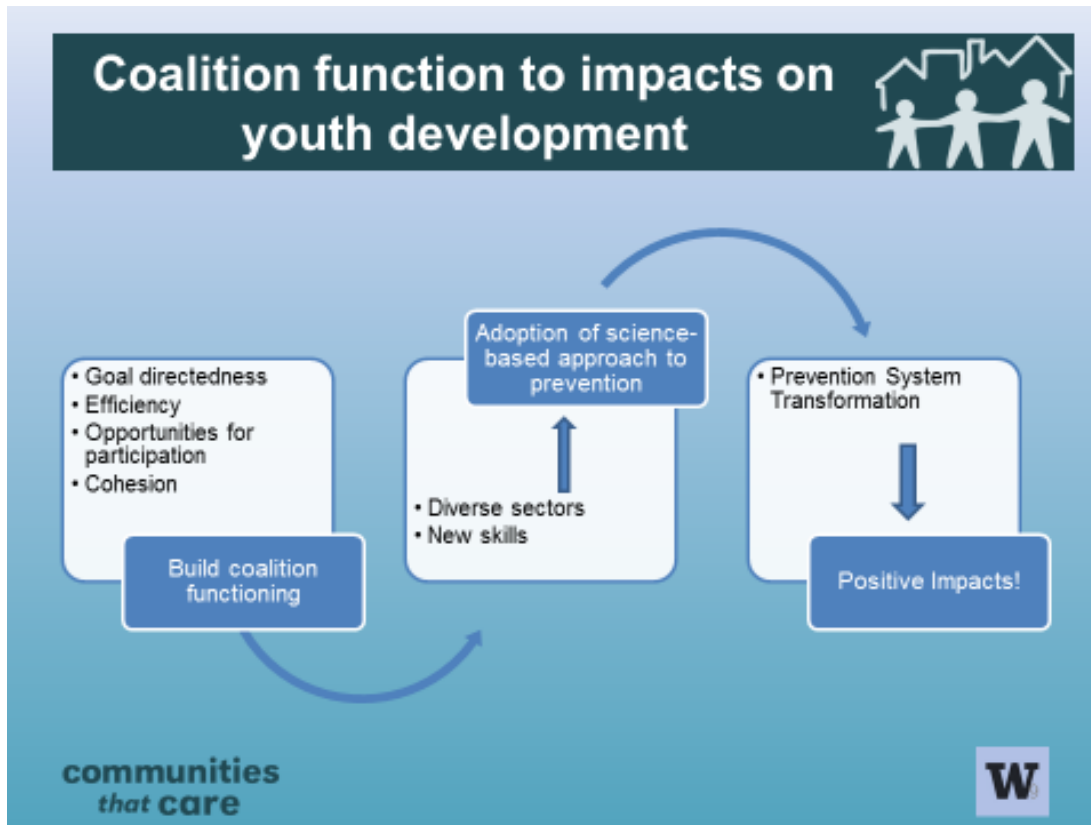 Coalition function to impacts on
youth development
• Goal directedness
• Efficiency
• Opportunities for
participation
• Cohesion
Build coalition
functioning
Adoption of science-
based approach to
prevention
• Diverse sectors
• New skills
• Prevention System
Transformation
Positive Impacts!
communities
that care
W
9